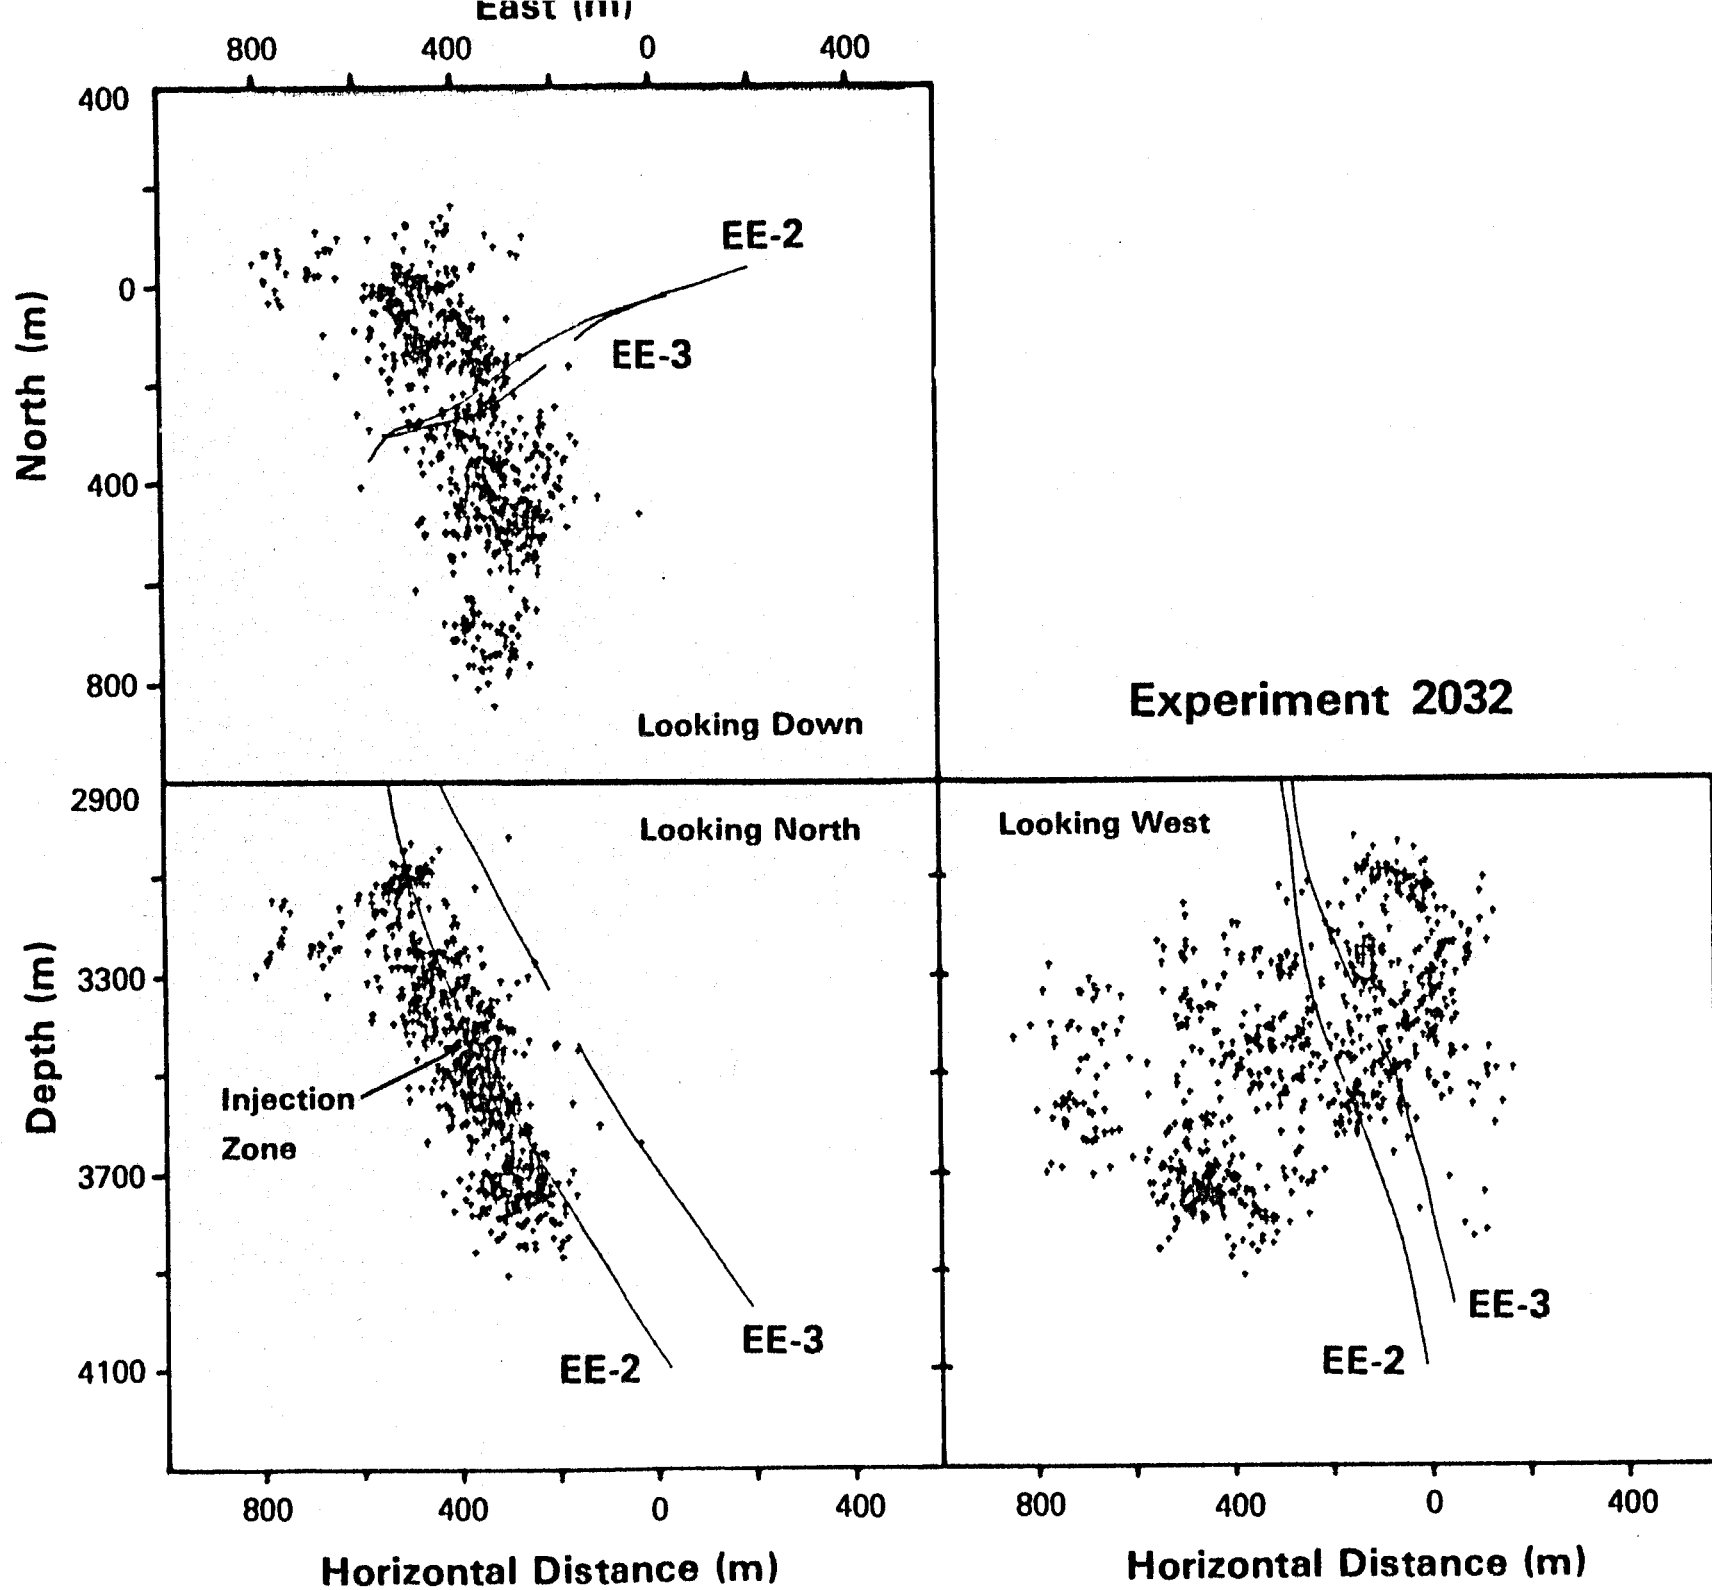 East (m)
800 400 0 400
400
EE-2
0
EE-3
North (m)
400
800
Experiment 2032
Looking Down
2900
Looking North
Looking West
3300
Depth (m)
Injection
Zone
3700
EE-3
EE-3
EE-2
EE-2
4100
800 400 0 400
800 400 0 400
Horizontal Distance (m)
Horizontal Distance (m)